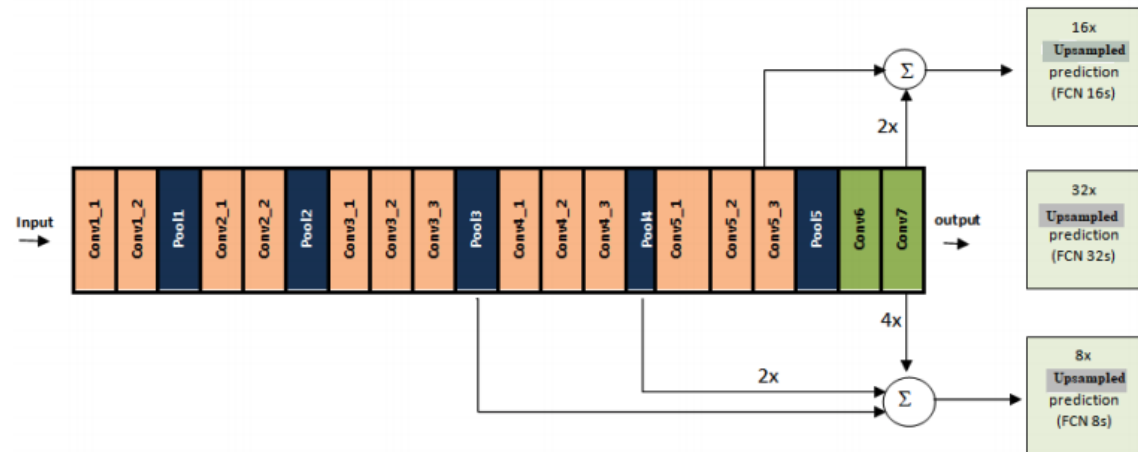 16x
Upsampled
prediction
(FCN 16s)
Σ
2x
Input
Conv1_1
Conv1_2
Pool1
Conv2_1
Conv2_2
Pool2
Conv3_1
Conv3_2
Conv3_3
Pool3
Conv4_1
Conv4_2
Conv4_3
Pool4
Conv5_1
Conv5_2
Conv5_3
Pool5
Conv6
Conv7
output
32x
Upsampled
prediction
(FCN 32s)
4x
2x
Σ
8x
Upsampled
prediction
(FCN 8s)